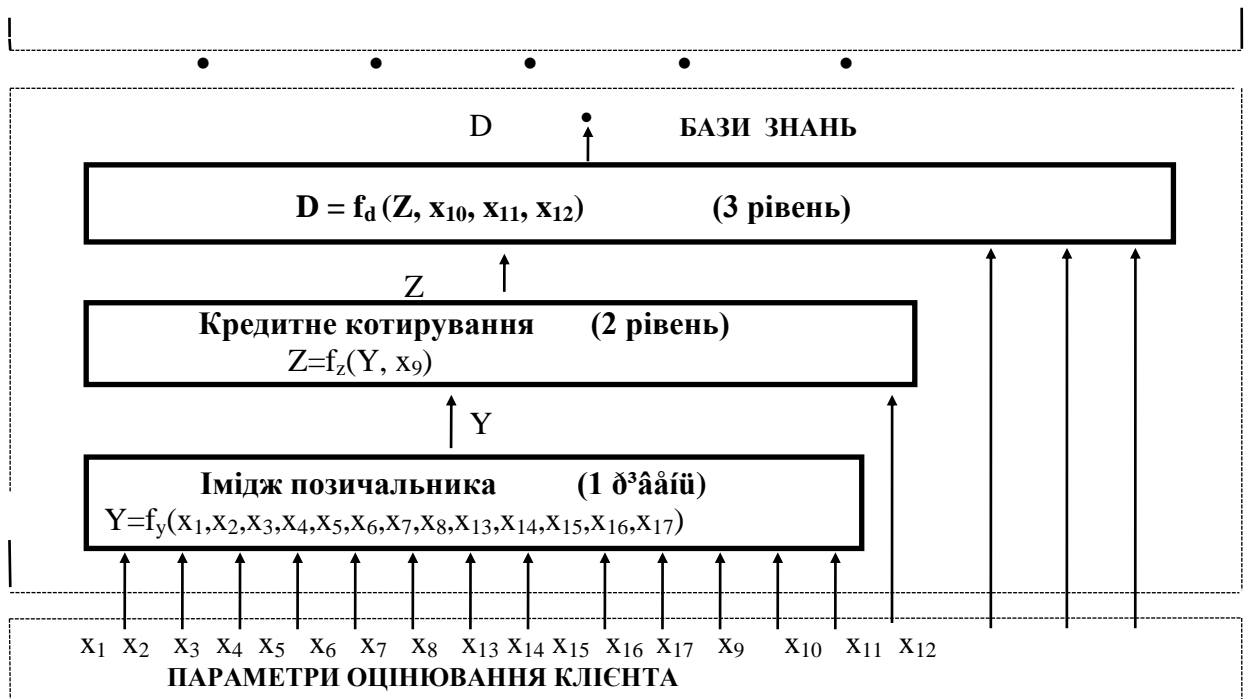 D БАЗИ ЗНАНЬ
D = f_d (Z, x₁₀, x₁₁, x₁₂) (3 рівень)
Z
Кредитне котирування (2 рівень)
Z=f_z(Y, x₉)
Y
Імідж позичальника (1 ð³âåíü)
Y=f_y(x₁,x₂,x₃,x₄,x₅,x₆,x₇,x₈,x₁₃,x₁₄,x₁₅,x₁₆,x₁₇)
x₁ x₂ x₃ x₄ x₅ x₆ x₇ x₈ x₁₃ x₁₄ x₁₅ x₁₆ x₁₇ x₉ x₁₀ x₁₁ x₁₂
ПАРАМЕТРИ ОЦІНЮВАННЯ КЛІЄНТА